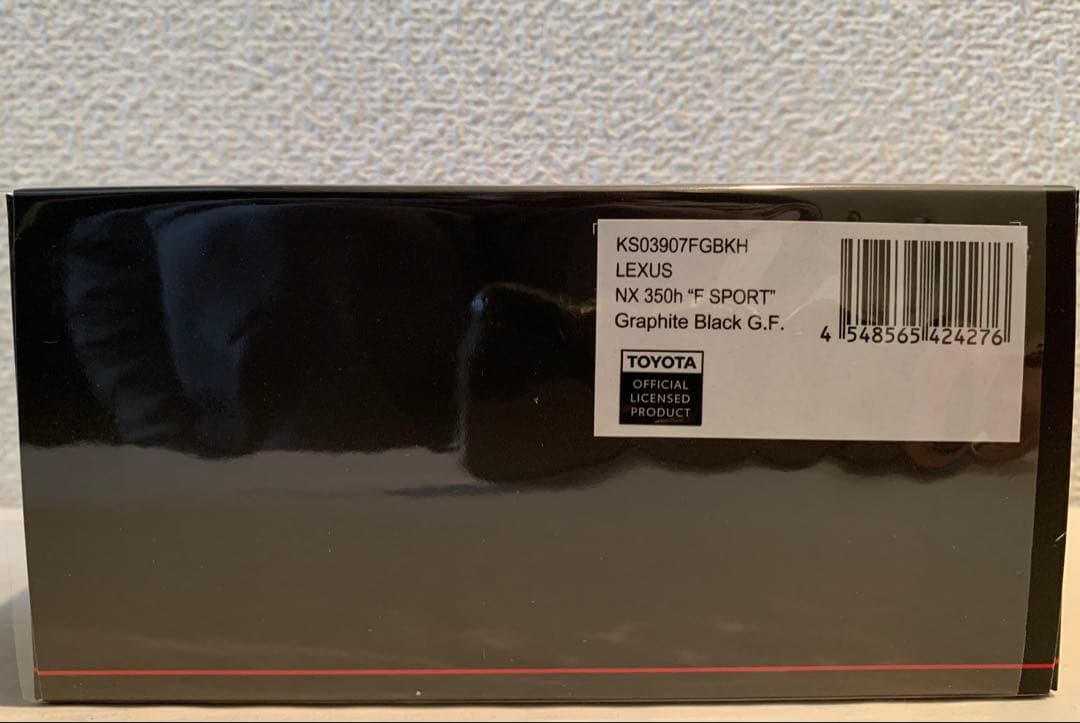 KS03907FGBKH
LEXUS
NX 350h “F SPORT”
Graphite Black G.F.
4 548565 424276
TOYOTA
OFFICIAL
LICENSED
PRODUCT